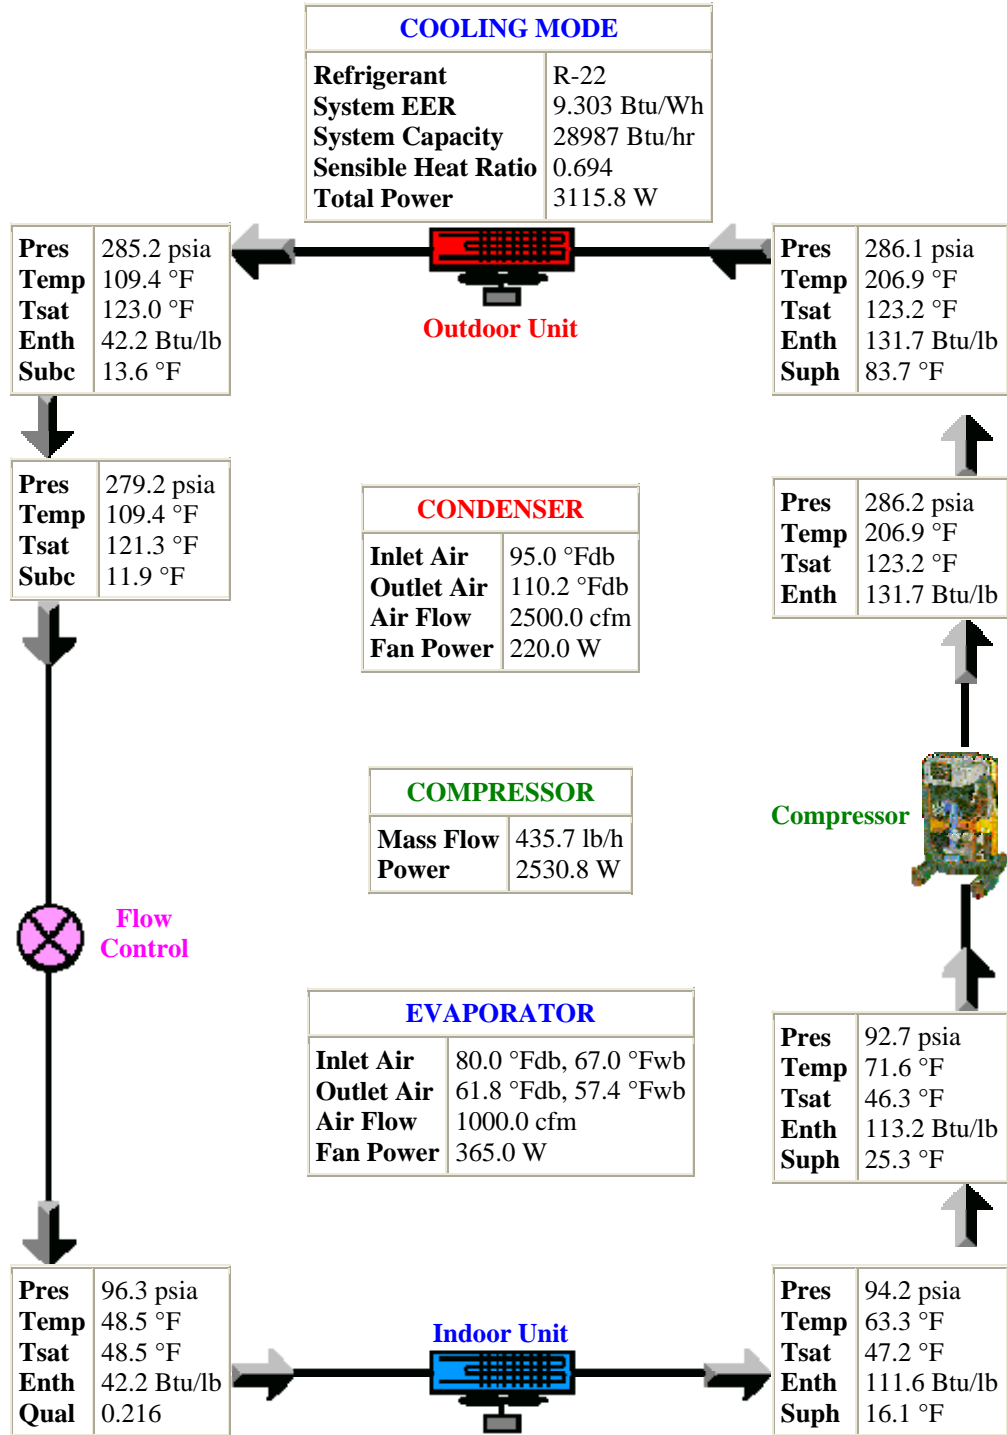 COOLING MODE
Refrigerant R-22
System EER 9.303 Btu/Wh
System Capacity 28987 Btu/hr
Sensible Heat Ratio 0.694
Total Power 3115.8 W
Pres 285.2 psia
Temp 109.4 °F
Tsat 123.0 °F
Enth 42.2 Btu/lb
Subc 13.6 °F
Outdoor Unit
Pres 286.1 psia
Temp 206.9 °F
Tsat 123.2 °F
Enth 131.7 Btu/lb
Suph 83.7 °F
Pres 279.2 psia
Temp 109.4 °F
Tsat 121.3 °F
Subc 11.9 °F
CONDENSER
Inlet Air 95.0 °Fdb
Outlet Air 110.2 °Fdb
Air Flow 2500.0 cfm
Fan Power 220.0 W
Pres 286.2 psia
Temp 206.9 °F
Tsat 123.2 °F
Enth 131.7 Btu/lb
COMPRESSOR
Mass Flow 435.7 lb/h
Power 2530.8 W
Compressor
Flow
Control
EVAPORATOR
Inlet Air 80.0 °Fdb, 67.0 °Fwb
Outlet Air 61.8 °Fdb, 57.4 °Fwb
Air Flow 1000.0 cfm
Fan Power 365.0 W
Pres 92.7 psia
Temp 71.6 °F
Tsat 46.3 °F
Enth 113.2 Btu/lb
Suph 25.3 °F
Pres 96.3 psia
Temp 48.5 °F
Tsat 48.5 °F
Enth 42.2 Btu/lb
Qual 0.216
Indoor Unit
Pres 94.2 psia
Temp 63.3 °F
Tsat 47.2 °F
Enth 111.6 Btu/lb
Suph 16.1 °F